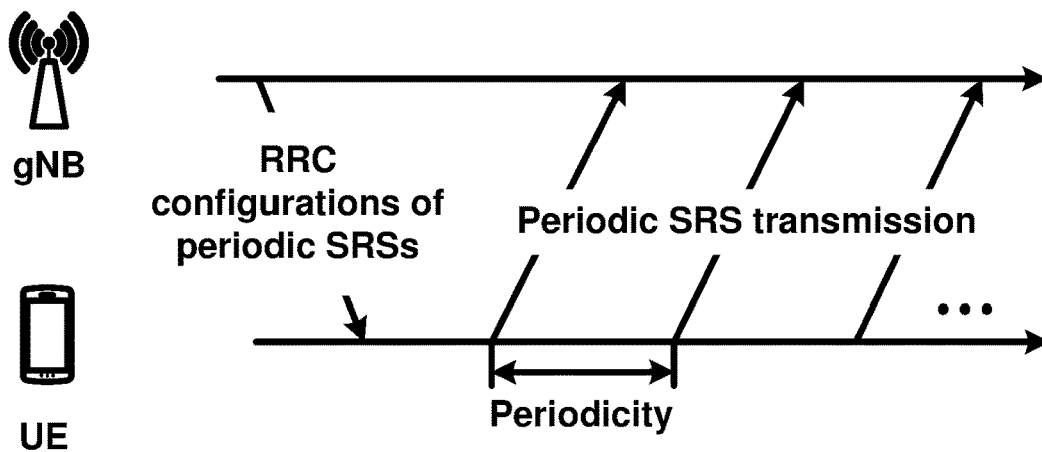 gNB
RRC
configurations of
periodic SRSs
Periodic SRS transmission
...
Periodicity
UE